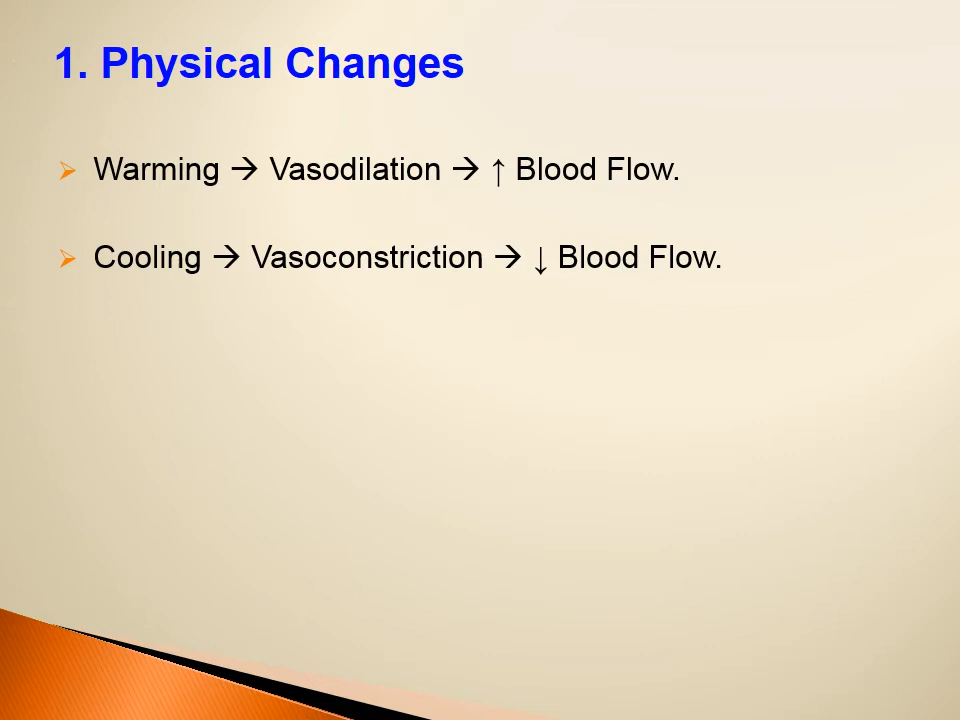 1. Physical Changes
➢ Warming → Vasodilation → ↑ Blood Flow.
➢ Cooling → Vasoconstriction → ↓ Blood Flow.